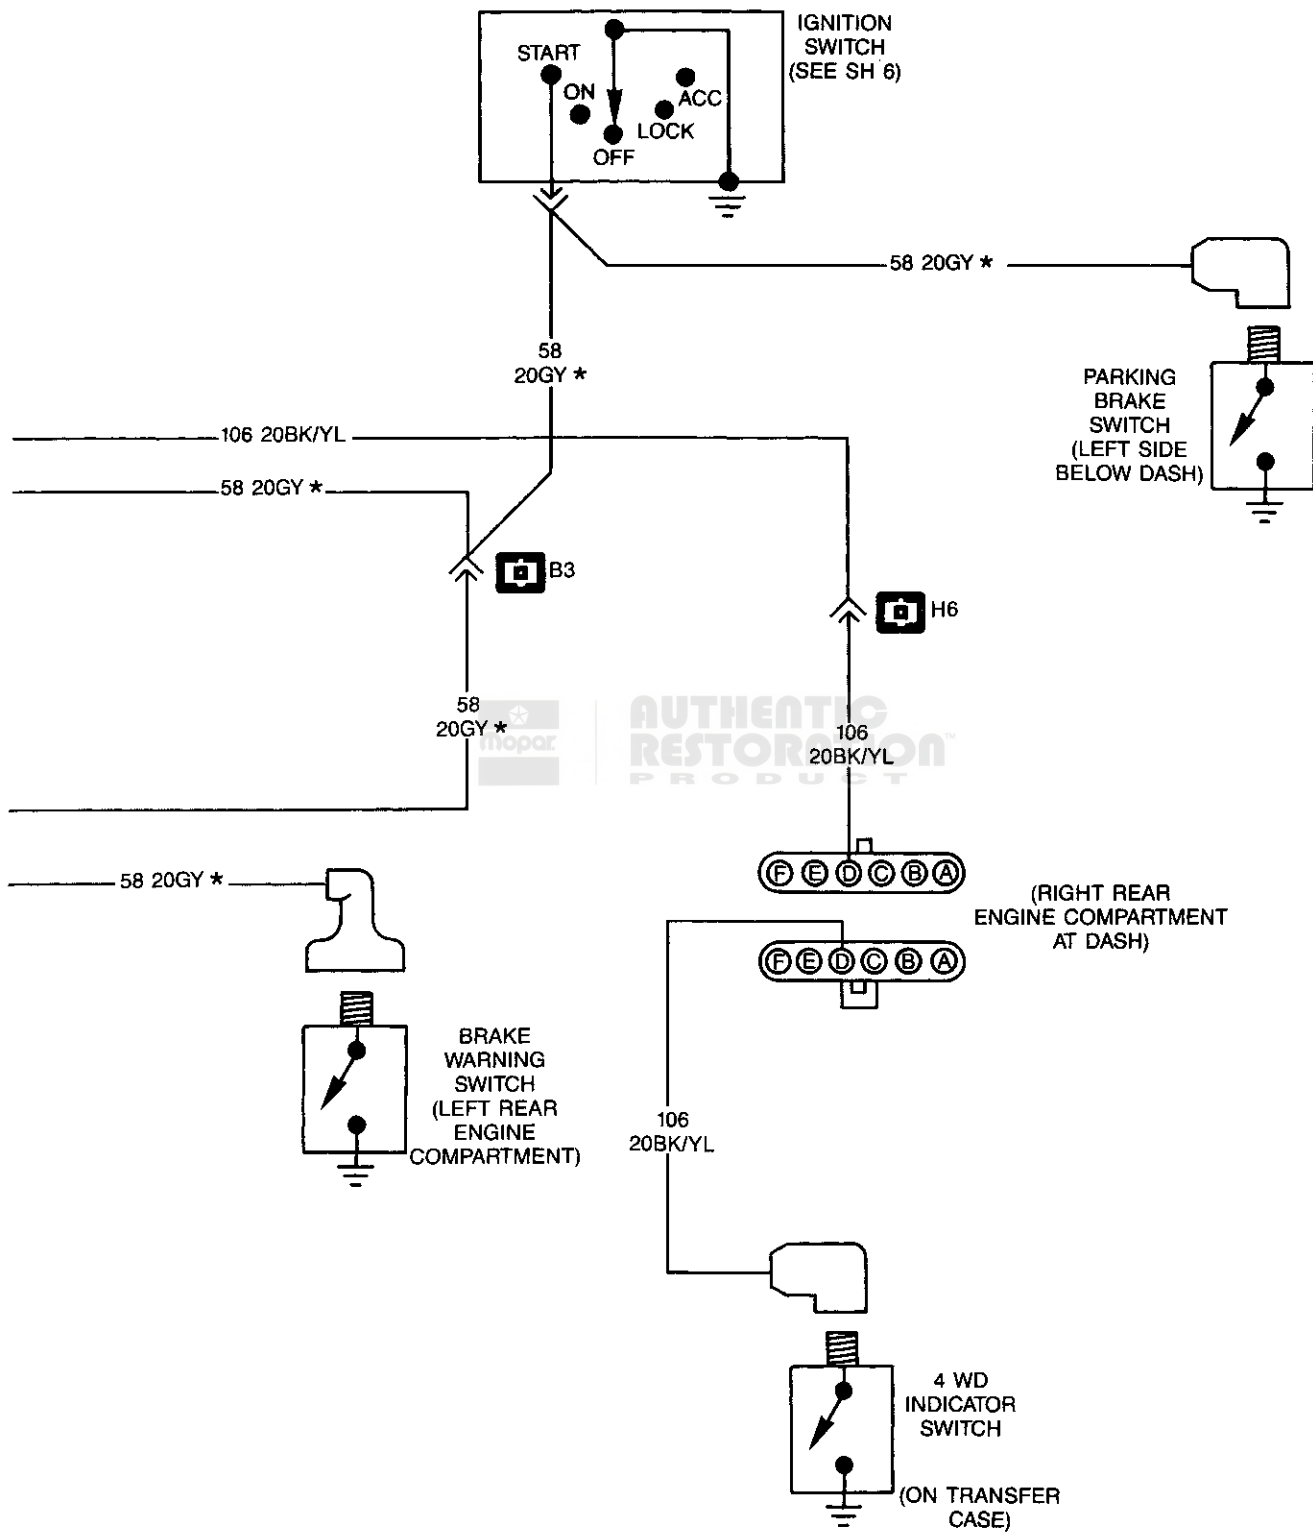 IGNITION
SWITCH
(SEE SH 6)
START
ON
ACC
LOCK
OFF
58 20GY *
58
20GY *
PARKING
BRAKE
SWITCH
(LEFT SIDE
BELOW DASH)
106 20BK/YL
58 20GY *
B3
H6
58
20GY *
mopar
AUTHENTIC
RESTORATION™
PRODUCT
106
20BK/YL
F E D C B A
58 20GY *
(RIGHT REAR
ENGINE COMPARTMENT
AT DASH)
F E D C B A
BRAKE
WARNING
SWITCH
(LEFT REAR
ENGINE
COMPARTMENT)
106
20BK/YL
4 WD
INDICATOR
SWITCH
(ON TRANSFER
CASE)